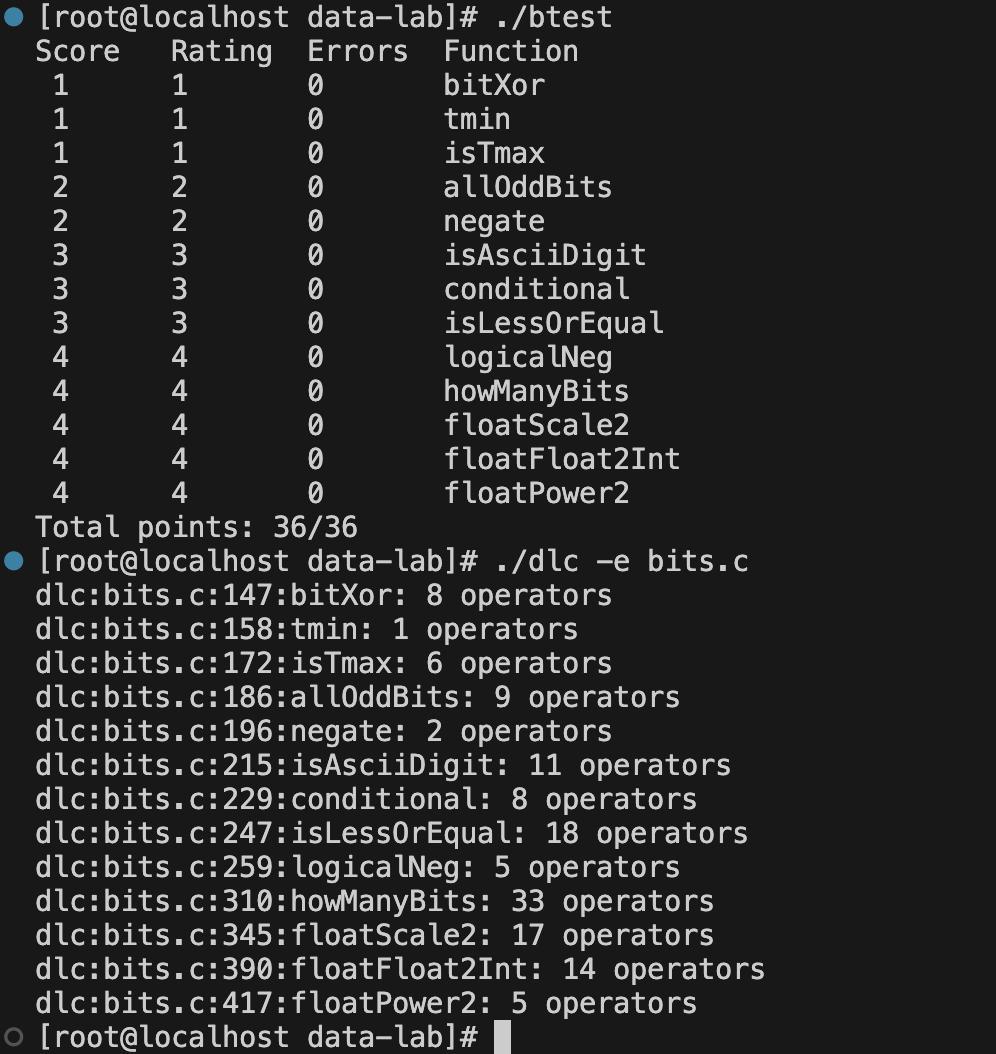 [root@localhost data-lab]# ./btest
Score   Rating  Errors  Function
 1      1       0       bitXor
 1      1       0       tmin
 1      1       0       isTmax
 2      2       0       allOddBits
 2      2       0       negate
 3      3       0       isAsciiDigit
 3      3       0       conditional
 3      3       0       isLessOrEqual
 4      4       0       logicalNeg
 4      4       0       howManyBits
 4      4       0       floatScale2
 4      4       0       floatFloat2Int
 4      4       0       floatPower2
Total points: 36/36
[root@localhost data-lab]# ./dlc -e bits.c
dlc:bits.c:147:bitXor: 8 operators
dlc:bits.c:158:tmin: 1 operators
dlc:bits.c:172:isTmax: 6 operators
dlc:bits.c:186:allOddBits: 9 operators
dlc:bits.c:196:negate: 2 operators
dlc:bits.c:215:isAsciiDigit: 11 operators
dlc:bits.c:229:conditional: 8 operators
dlc:bits.c:247:isLessOrEqual: 18 operators
dlc:bits.c:259:logicalNeg: 5 operators
dlc:bits.c:310:howManyBits: 33 operators
dlc:bits.c:345:floatScale2: 17 operators
dlc:bits.c:390:floatFloat2Int: 14 operators
dlc:bits.c:417:floatPower2: 5 operators
[root@localhost data-lab]#